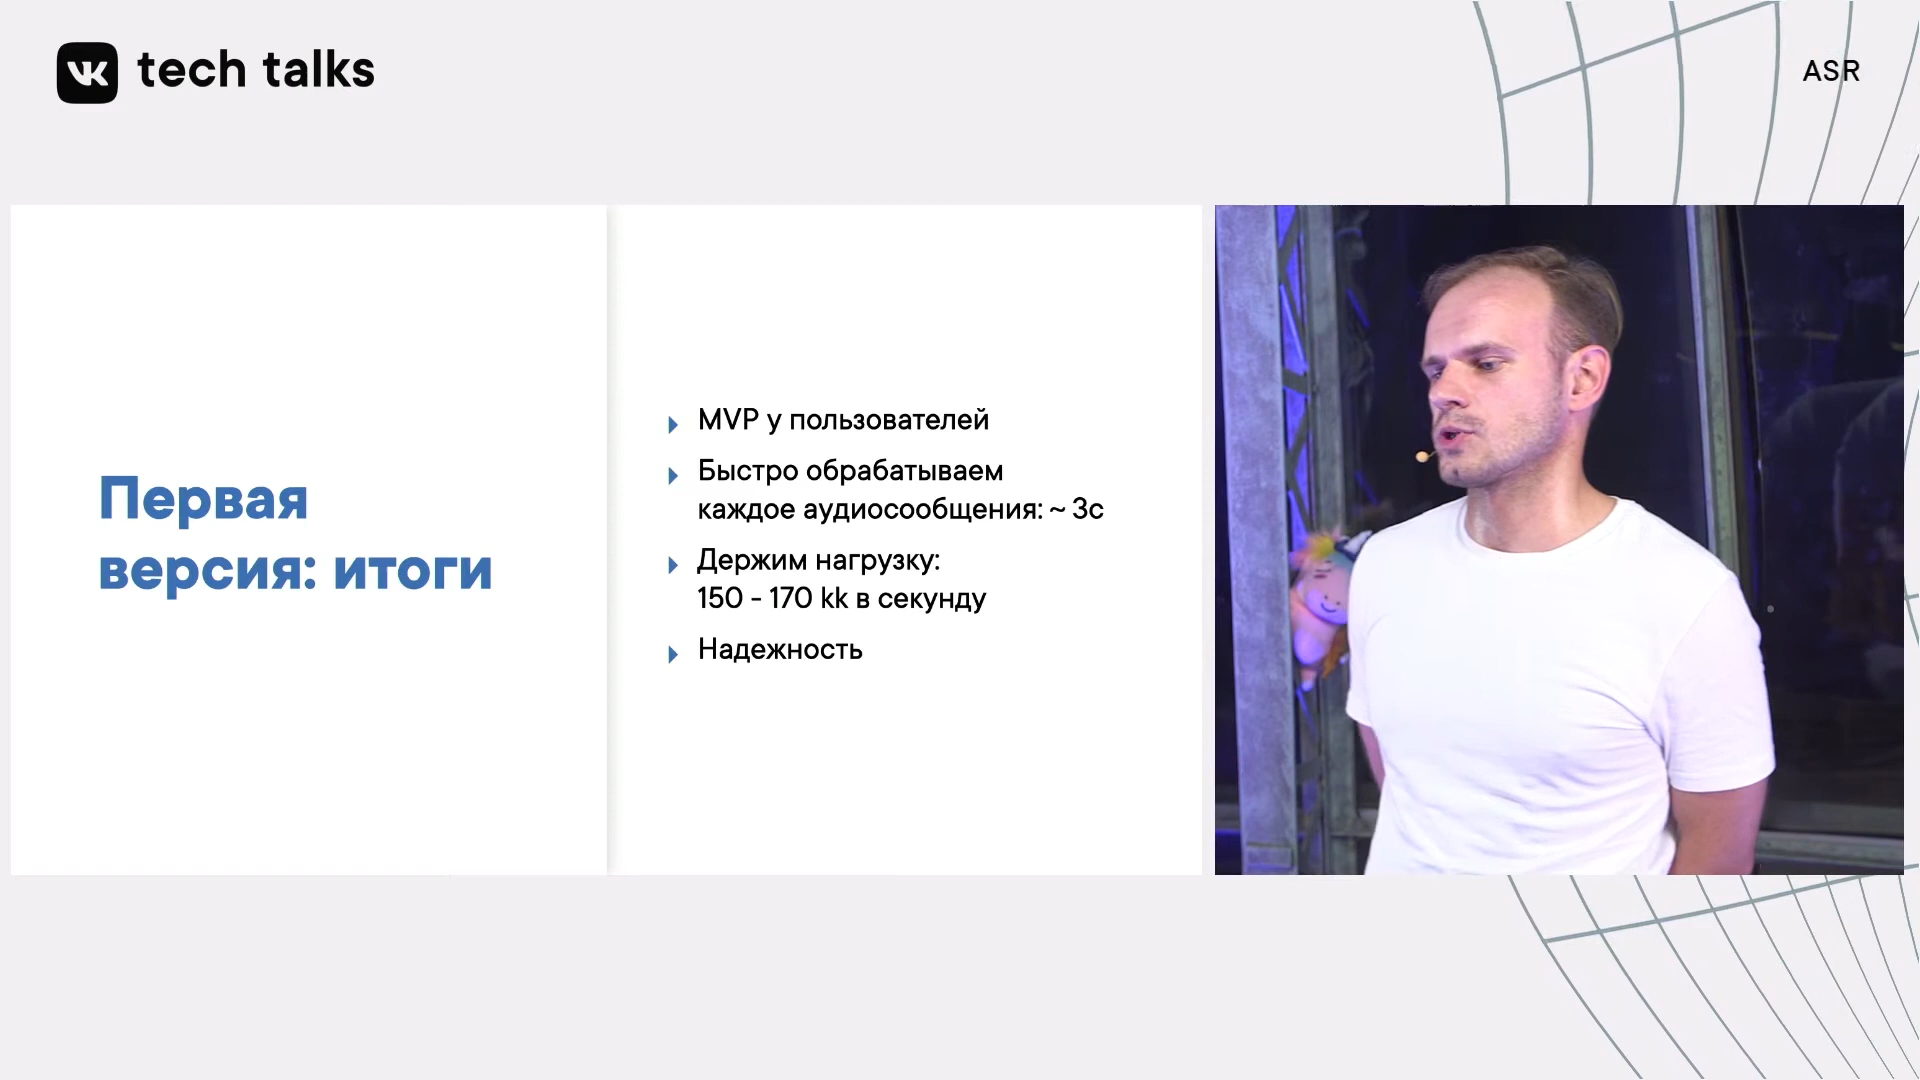 VK tech talks
ASR
Первая
версия: итоги
MVP у пользователей
Быстро обрабатываем
каждое аудиосообщения: ~ 3с
Держим нагрузку:
150 - 170 kk в секунду
Надежность